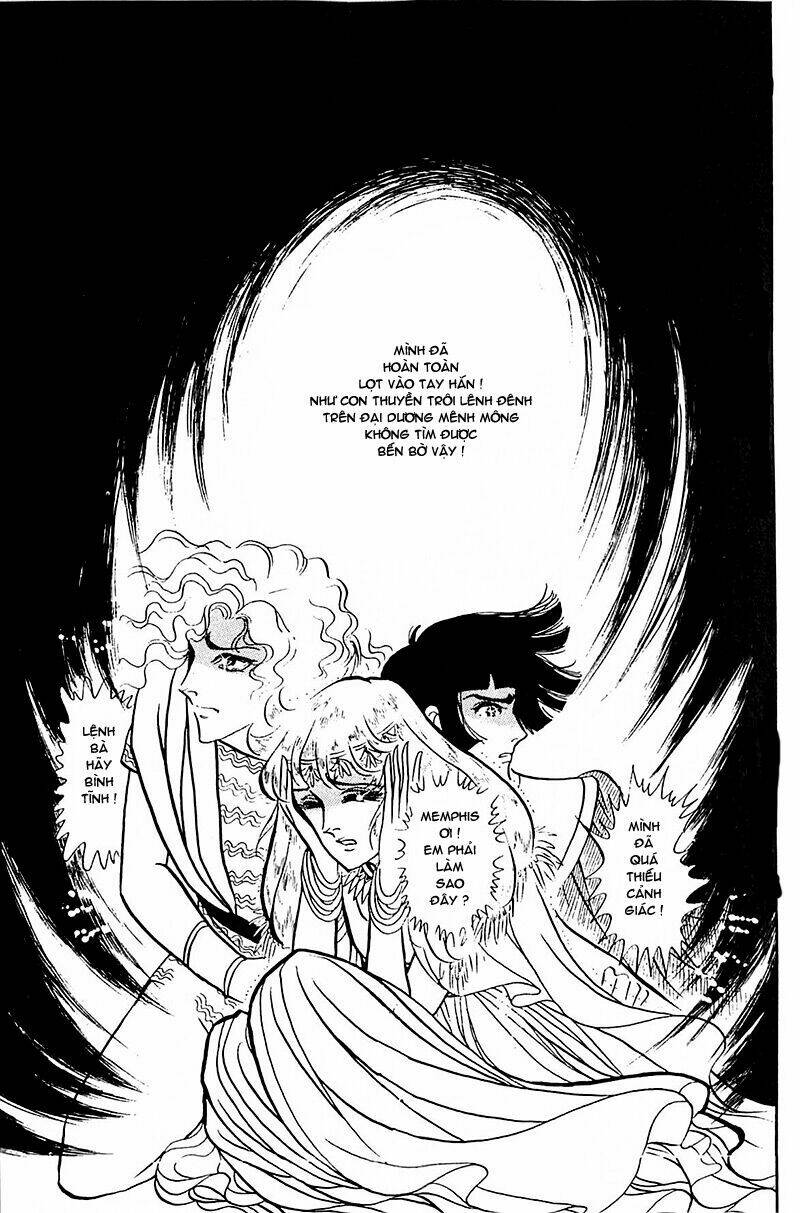 MÌNH ĐÃ
HOÀN TOÀN
LỌT VÀO TAY HẮN !
NHƯ CON THUYỀN TRÔI LÊNH ĐÊNH
TRÊN ĐẠI DƯƠNG MÊNH MÔNG
KHÔNG TÌM ĐƯỢC
BẾN BỜ VẬY !
LỆNH
BÀ
HÃY
BÌNH
TĨNH !
MEMPHIS
ƠI !
EM PHẢI
LÀM
SAO
ĐÂY ?
MÌNH
ĐÃ
QUÁ
THIẾU
CẢNH
GIÁC !